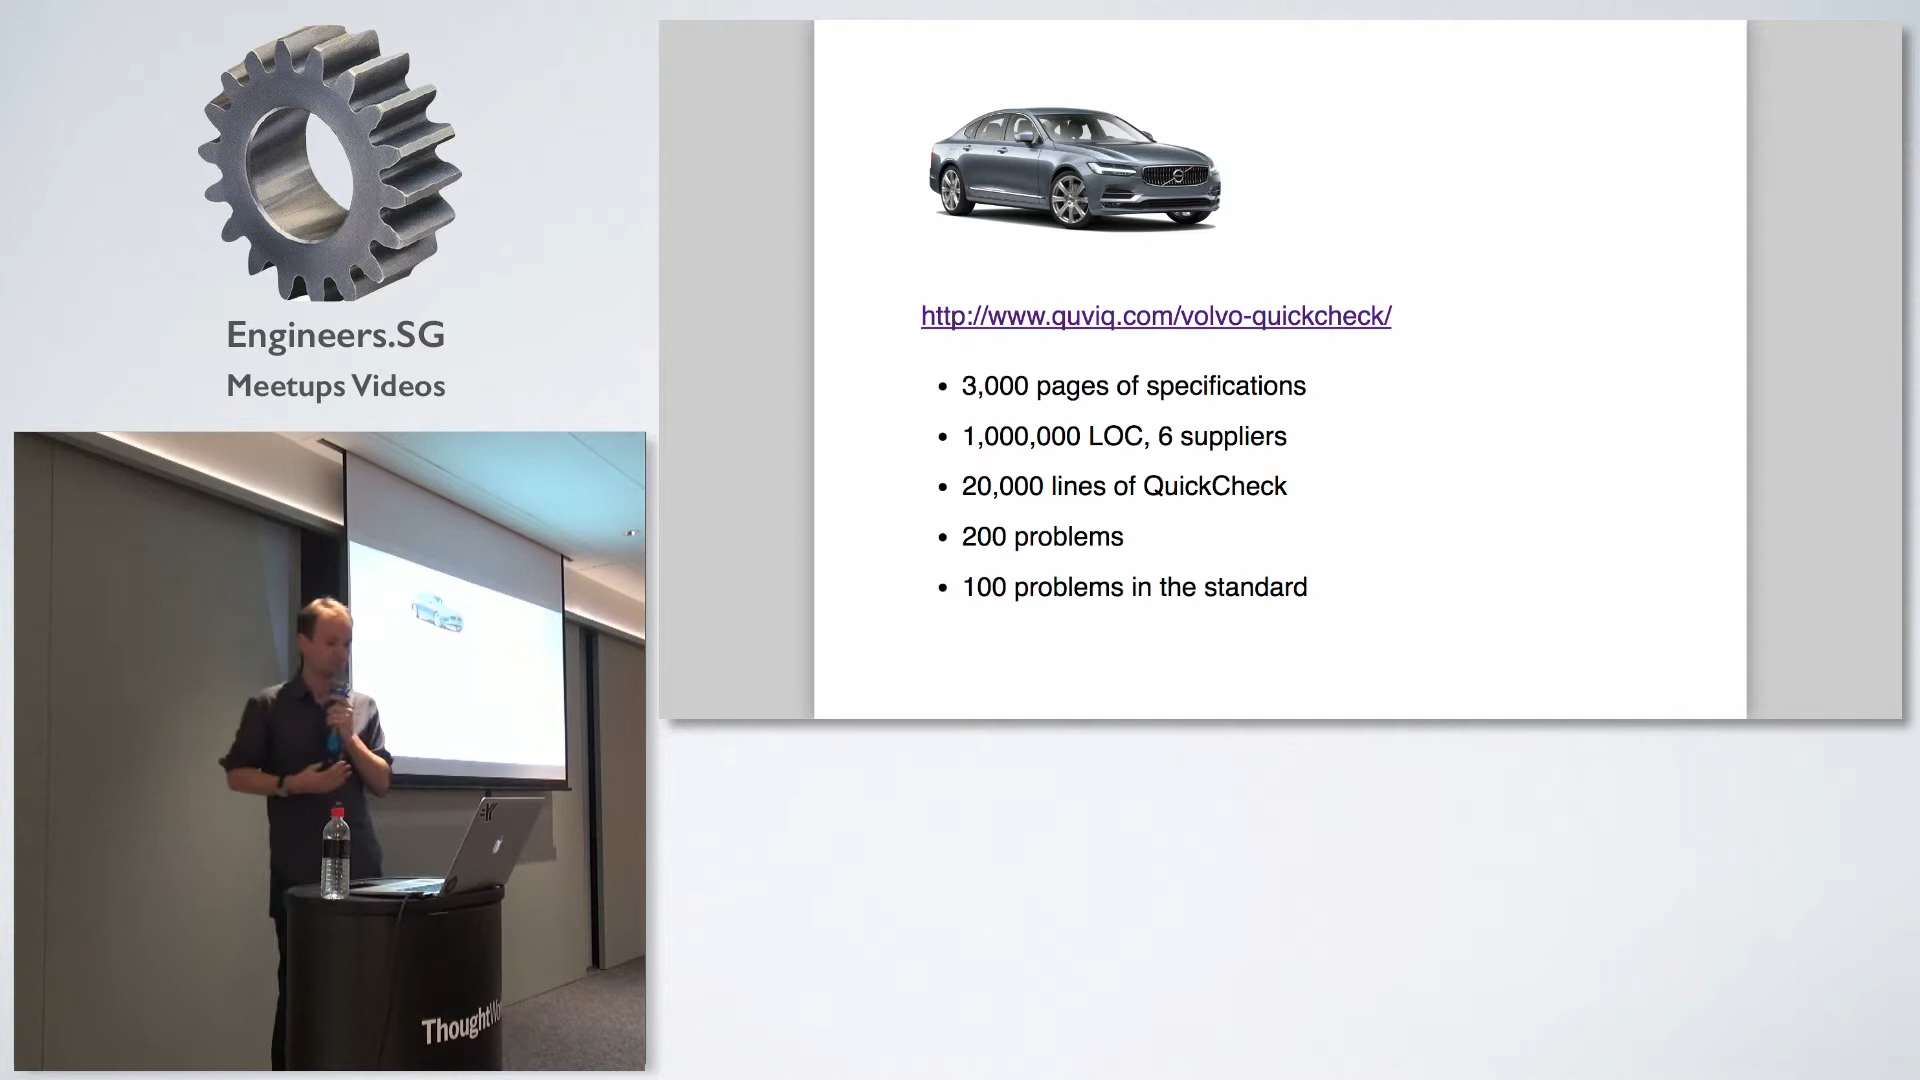 Engineers.SG
Meetups Videos
http://www.quviq.com/volvo-quickcheck/
• 3,000 pages of specifications
• 1,000,000 LOC, 6 suppliers
• 20,000 lines of QuickCheck
• 200 problems
• 100 problems in the standard
ThoughtWo